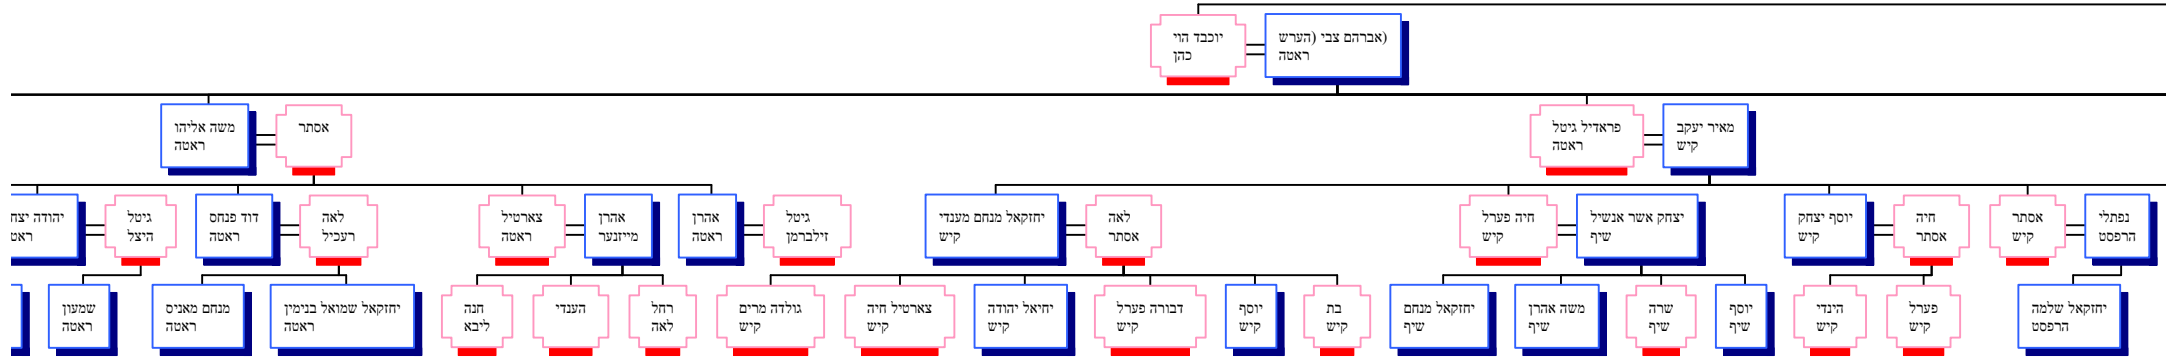 (אברהם צבי (הערש
ראטה
יוכבד הוי
כהן
מאיר יעקב
קיש
פראדיל גיטל
ראטה
אסתר
משה אליהו
ראטה
נפתלי
הרפסט
אסתר
קיש
חיה
אסתר
יוסף יצחק
קיש
יצחק אשר אנשיל
שיף
חיה פערל
קיש
לאה
אסתר
יחזקאל מנחם מענדי
קיש
גיטל
זילברמן
אהרן
ראטה
אהרן
מייזנער
צארטיל
ראטה
לאה
רעכיל
דוד פנחס
ראטה
גיטל
היצל
יהודה
יחזקאל שלמה
הרפסט
פערל
קיש
הינדי
קיש
יוסף
שיף
שרה
שיף
משה אהרן
שיף
יחזקאל מנחם
שיף
בת
קיש
יוסף
קיש
דבורה פערל
קיש
יחיאל יהודה
קיש
צארטיל חיה
קיש
גולדה מרים
קיש
רחל
לאה
הענדי
חנה
ליבא
יחזקאל שמואל בנימין
ראטה
מנחם מאניס
ראטה
שמעון
ראטה